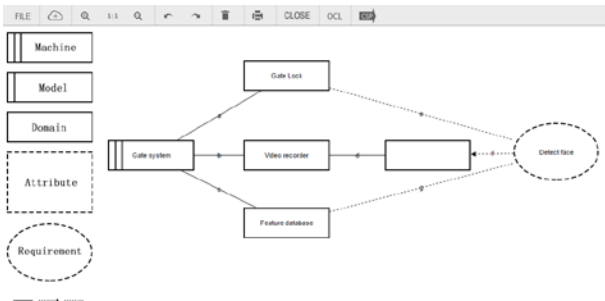 FILE 1:1 CLOSE OCL CSP
Machine
Model
Domain
Attribute
Requirement
Gate Lock
a
e
Gate system
b
Video recorder
d
f
Detect face
c
g
Feature database